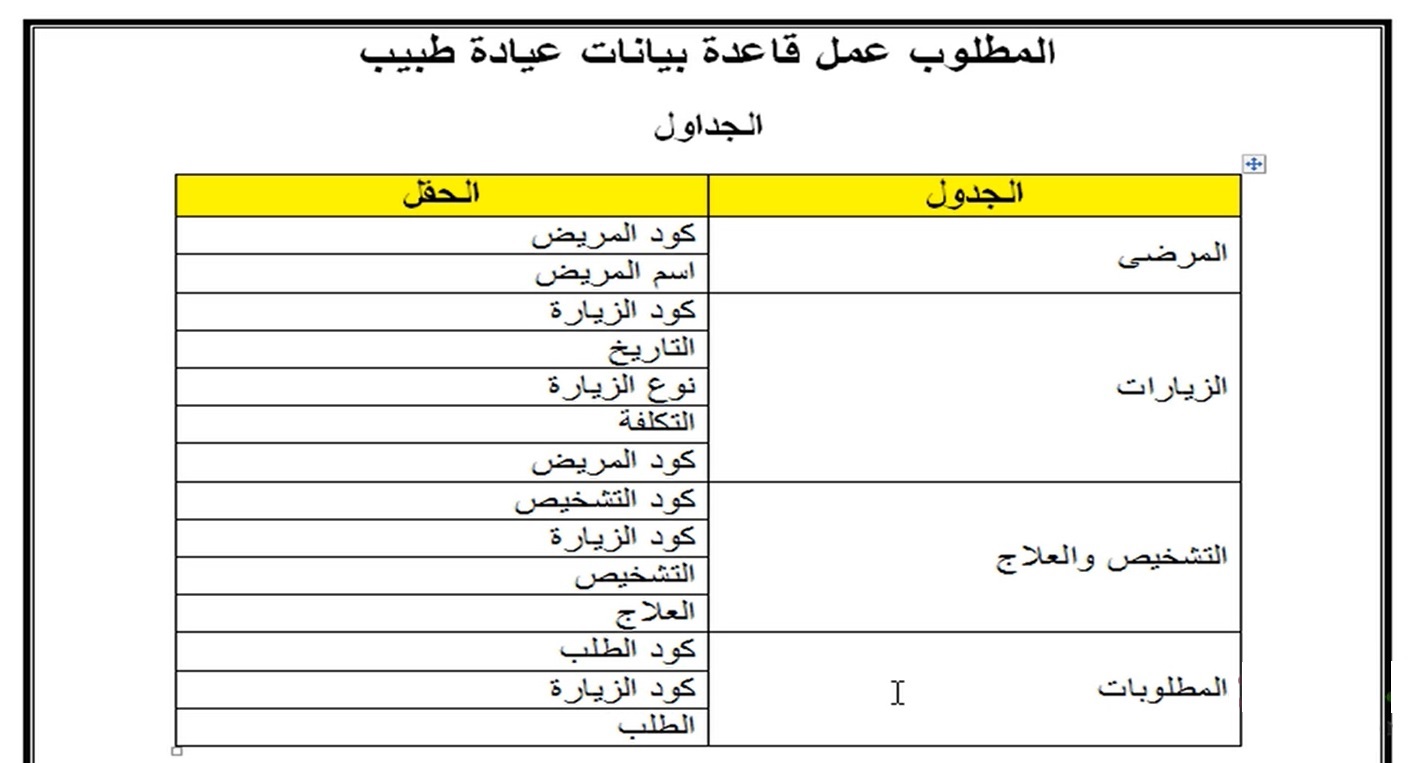 المطلوب عمل قاعدة بيانات عيادة طبيب
الجداول
الجدول الحقل
المرضى كود المريض
اسم المريض
الزيارات كود الزيارة
التاريخ
نوع الزيارة
التكلفة
كود المريض
التشخيص والعلاج كود التشخيص
كود الزيارة
التشخيص
العلاج
المطلوبات كود الطلب
كود الزيارة
الطلب